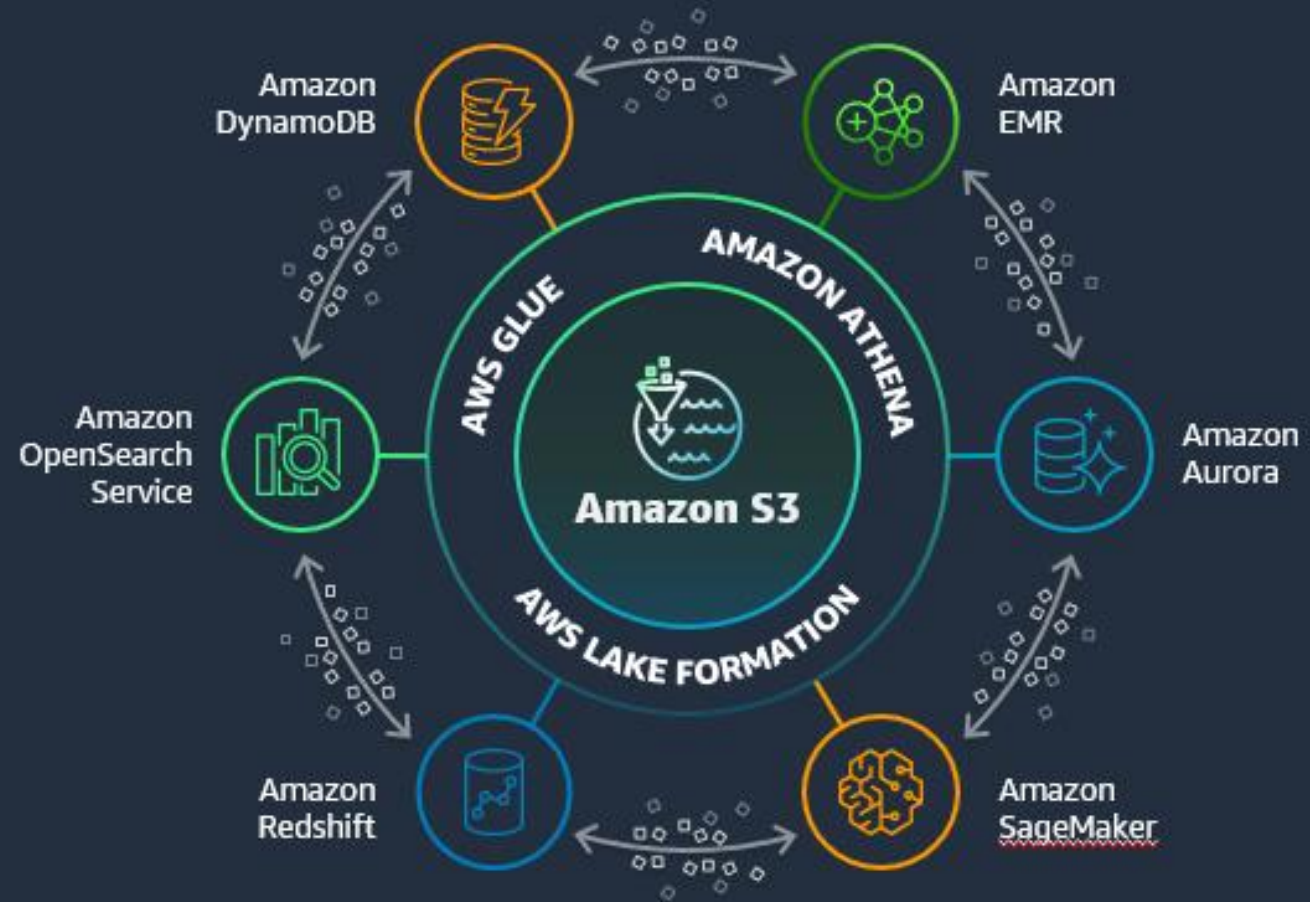 Amazon
DynamoDB
Amazon
EMR
AWS GLUE
AMAZON ATHENA
Amazon
OpenSearch
Service
Amazon S3
Amazon
Aurora
AWS LAKE FORMATION
Amazon
Redshift
Amazon
SageMaker